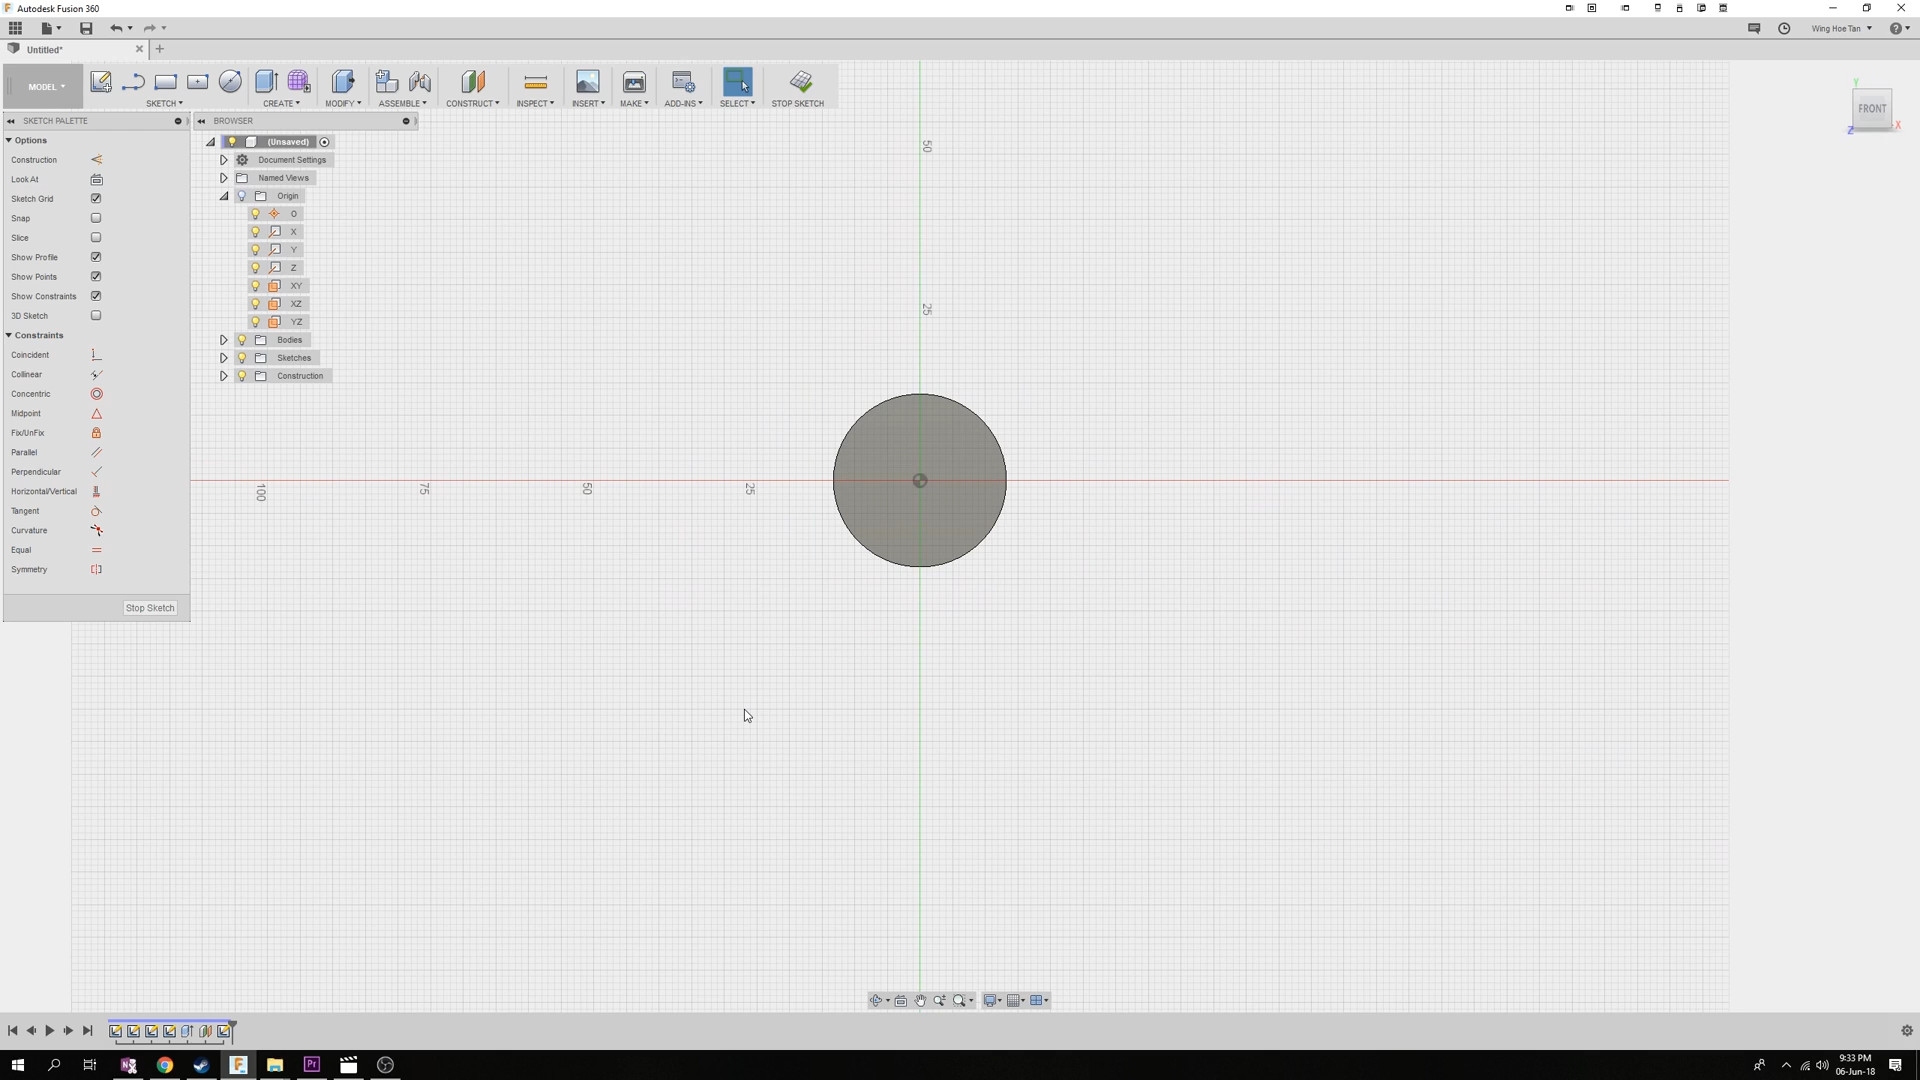 Autodesk Fusion 360
Wing Hoe Tan
Untitled*
MODEL
SKETCH
CREATE
MODIFY
ASSEMBLE
CONSTRUCT
INSPECT
INSERT
MAKE
ADD-INS
SELECT
STOP SKETCH
SKETCH PALETTE
BROWSER
Options
(Unsaved)
Construction
Document Settings
Look At
Named Views
Sketch Grid
Origin
Snap
O
Slice
X
Show Profile
Y
Show Points
Z
Show Constraints
XY
3D Sketch
XZ
Constraints
YZ
Coincident
Bodies
Collinear
Sketches
Concentric
Construction
Midpoint
Fix/UnFix
Parallel
Perpendicular
Horizontal/Vertical
Tangent
Curvature
Equal
Symmetry
Stop Sketch
50
25
100
75
50
25
FRONT
Y
X
Z
N
Pr
9:33 PM
06-Jun-18